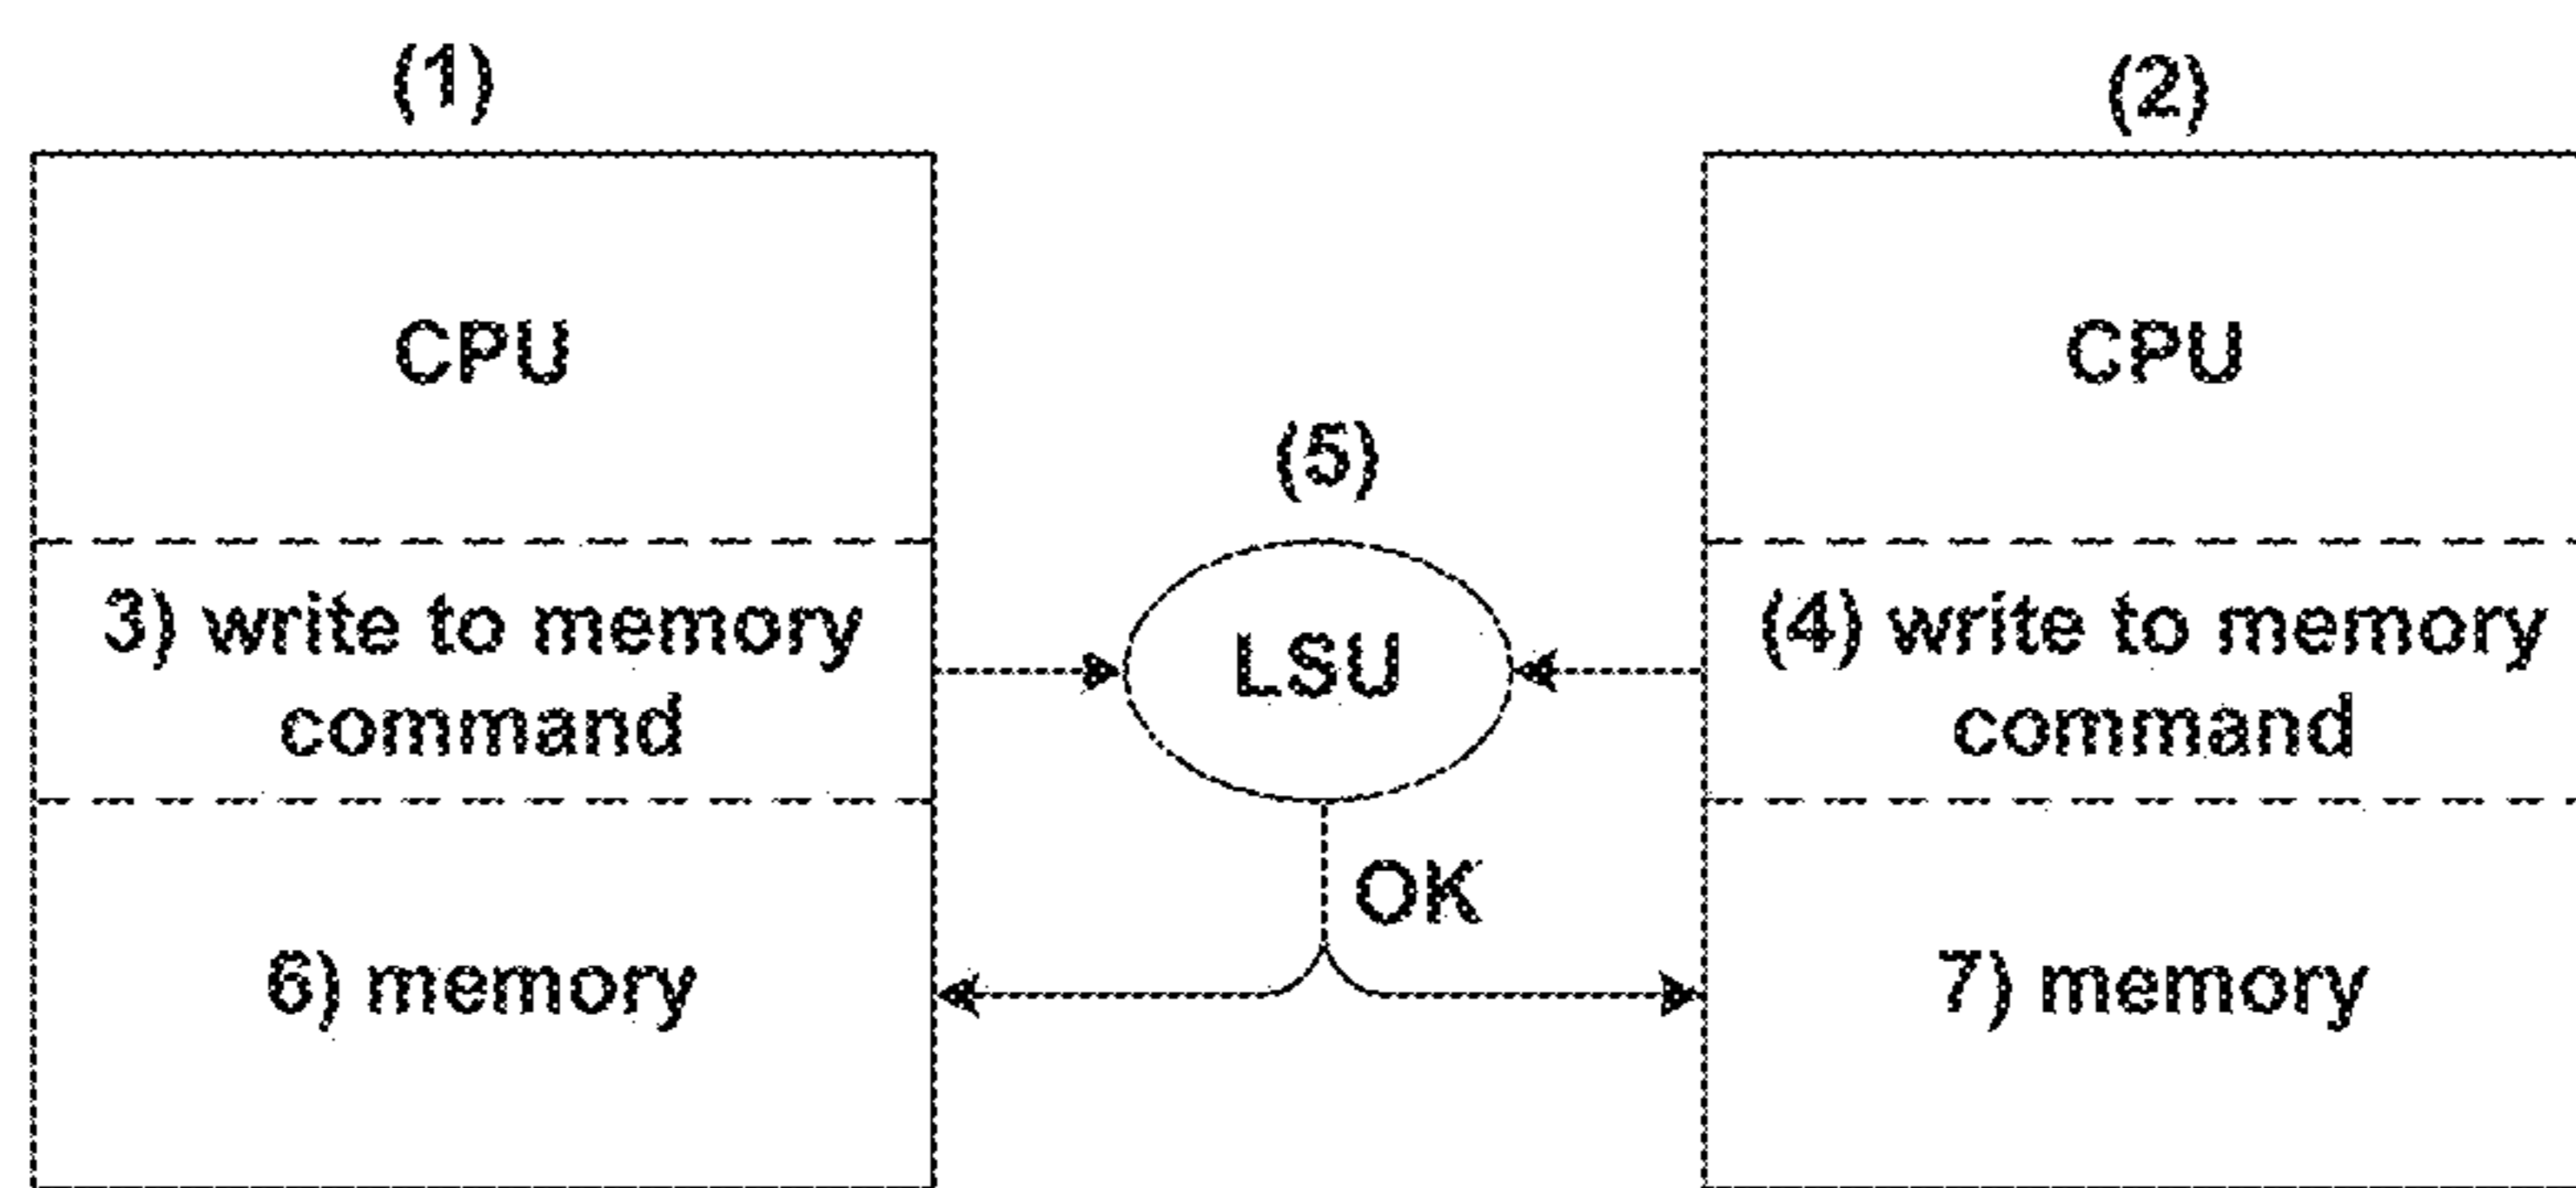 (1)
(2)
CPU
CPU
(5)
3) write to memory
command
LSU
(4) write to memory
command
OK
6) memory
7) memory